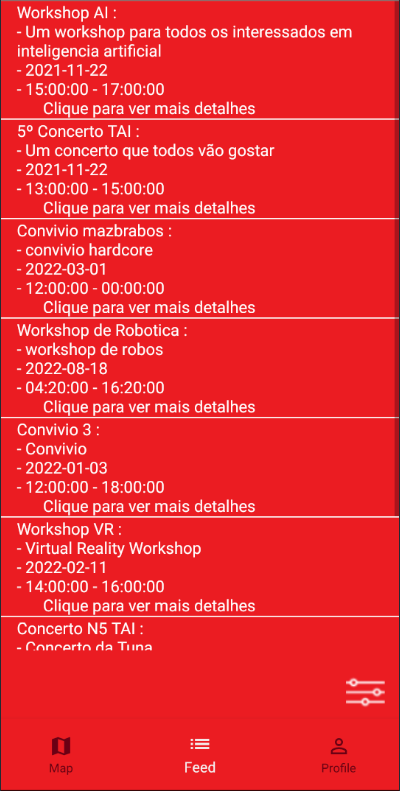 Workshop AI :
- Um workshop para todos os interessados em
inteligencia artificial
- 2021-11-22
- 15:00:00 - 17:00:00
Clique para ver mais detalhes
5º Concerto TAI :
- Um concerto que todos vão gostar
- 2021-11-22
- 13:00:00 - 15:00:00
Clique para ver mais detalhes
Convivio mazbrabos :
- convivio hardcore
- 2022-03-01
- 12:00:00 - 00:00:00
Clique para ver mais detalhes
Workshop de Robotica :
- workshop de robos
- 2022-08-18
- 04:20:00 - 16:20:00
Clique para ver mais detalhes
Convivio 3 :
- Convivio
- 2022-01-03
- 12:00:00 - 18:00:00
Clique para ver mais detalhes
Workshop VR :
- Virtual Reality Workshop
- 2022-02-11
- 14:00:00 - 16:00:00
Clique para ver mais detalhes
Concerto N5 TAI :
- Concerto da Tuna
Map
Feed
Profile